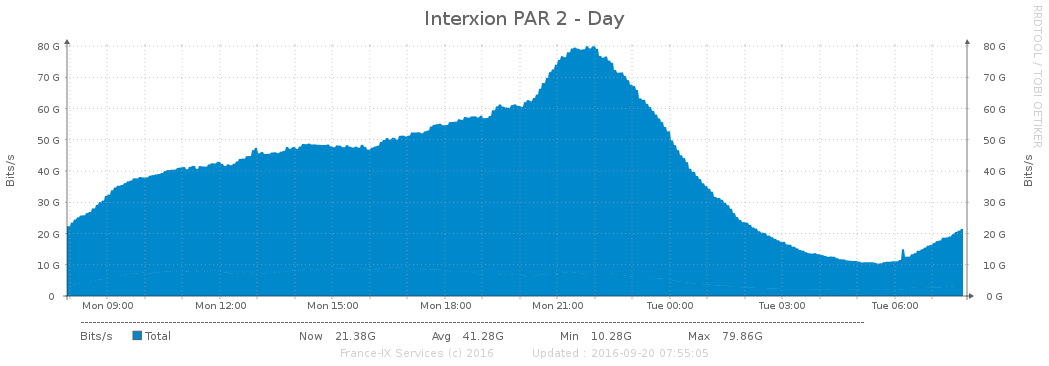 Interxion PAR 2 - Day
RRDTOOL / TOBI OETIKER
Bits/s
80 G 80 G
70 G 70 G
60 G 60 G
50 G 50 G
40 G 40 G
30 G 30 G
20 G 20 G
10 G 10 G
0 0 G
Bits/s
Mon 09:00 Mon 12:00 Mon 15:00 Mon 18:00 Mon 21:00 Tue 00:00 Tue 03:00 Tue 06:00
Bits/s Total Now 21.38G Avg 41.28G Min 10.28G Max 79.86G
France-IX Services (c) 2016 Updated : 2016-09-20 07:55:05